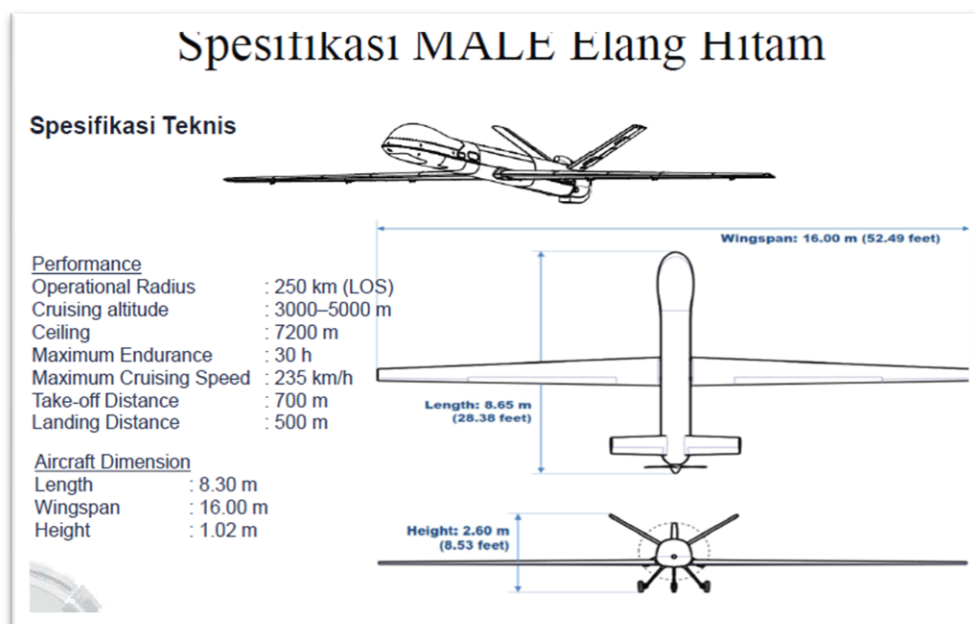 Spesifikasi MALE Elang Hitam
Spesifikasi Teknis
Wingspan: 16.00 m (52.49 feet)
Performance
Operational Radius : 250 km (LOS)
Cruising altitude : 3000–5000 m
Ceiling : 7200 m
Maximum Endurance : 30 h
Maximum Cruising Speed : 235 km/h
Take-off Distance : 700 m
Landing Distance : 500 m
Length: 8.65 m
(28.38 feet)
Aircraft Dimension
Length : 8.30 m
Wingspan : 16.00 m
Height : 1.02 m
Height: 2.60 m
(8.53 feet)